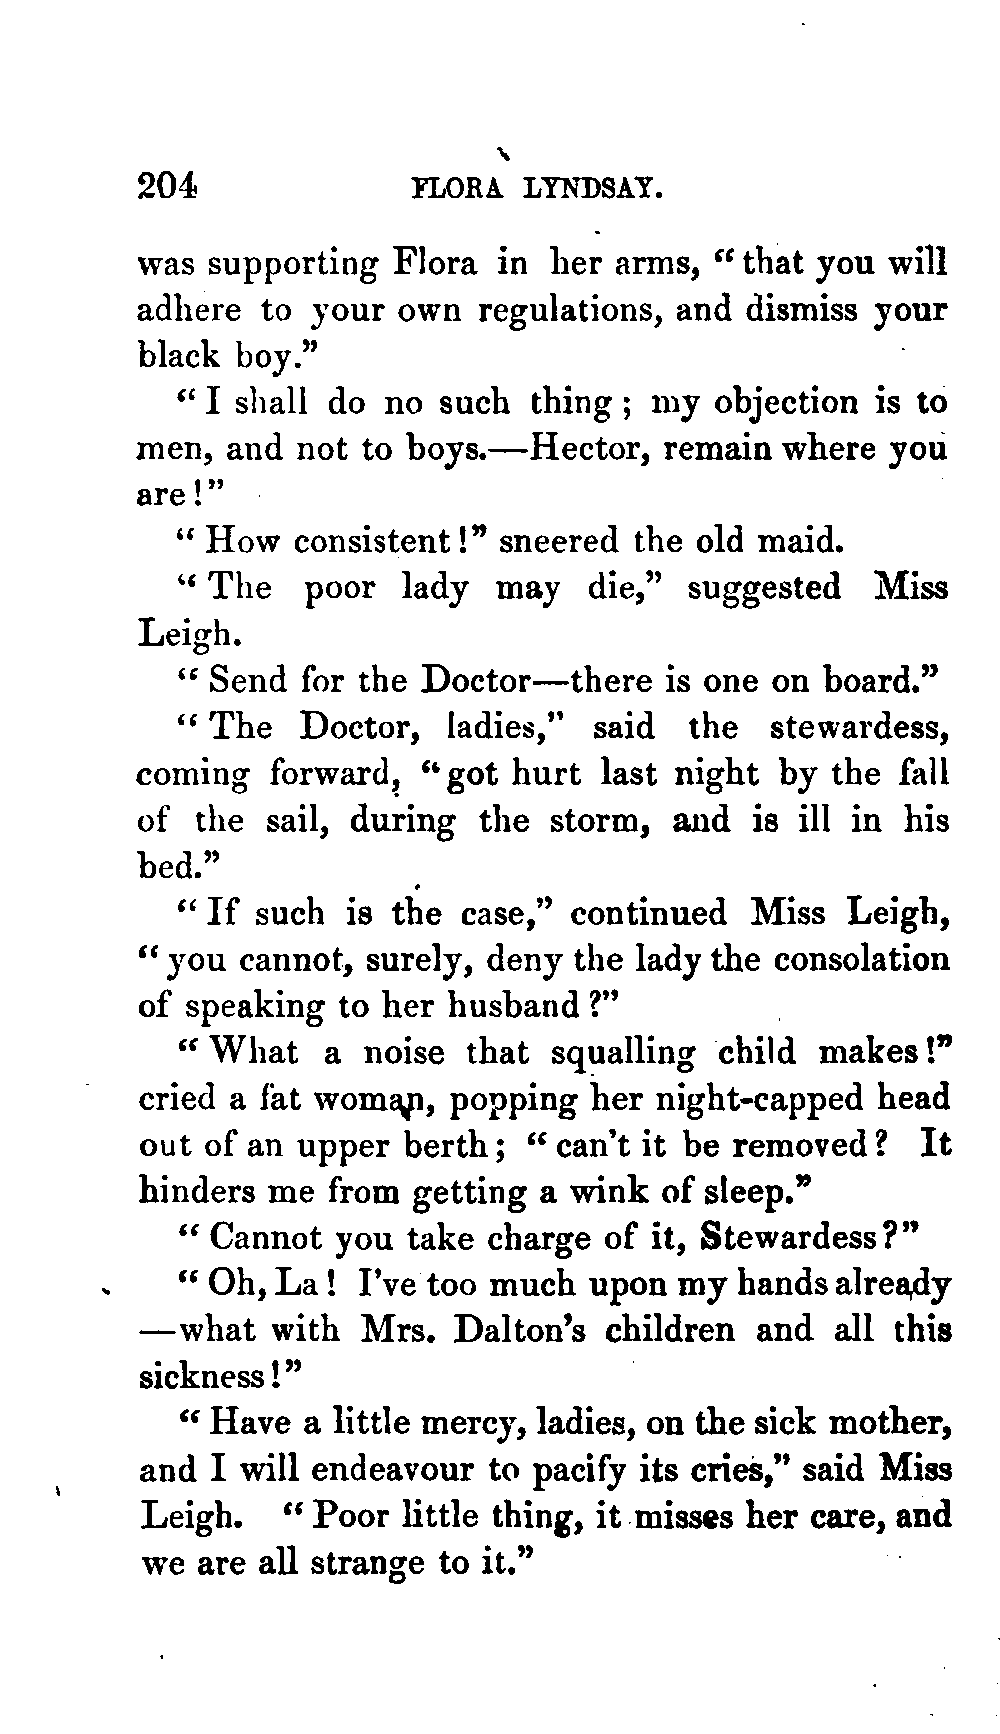 204 FLORA LYNDSAY.
was supporting Flora in her arms, "that you will
adhere to your own regulations, and dismiss your
black boy."
"I shall do no such thing; my objection is to
men, and not to boys.—Hector, remain where you
are!"
"How consistent!" sneered the old maid.
"The poor lady may die," suggested Miss
Leigh.
"Send for the Doctor—there is one on board."
"The Doctor, ladies," said the stewardess,
coming forward, "got hurt last night by the fall
of the sail, during the storm, and is ill in his
bed."
"If such is the case," continued Miss Leigh,
"you cannot, surely, deny the lady the consolation
of speaking to her husband?"
"What a noise that squalling child makes!"
cried a fat woman, popping her night-capped head
out of an upper berth; "can't it be removed? It
hinders me from getting a wink of sleep."
"Cannot you take charge of it, Stewardess?"
"Oh, La! I've too much upon my hands already
—what with Mrs. Dalton's children and all this
sickness!"
"Have a little mercy, ladies, on the sick mother,
and I will endeavour to pacify its cries," said Miss
Leigh. "Poor little thing, it misses her care, and
we are all strange to it."